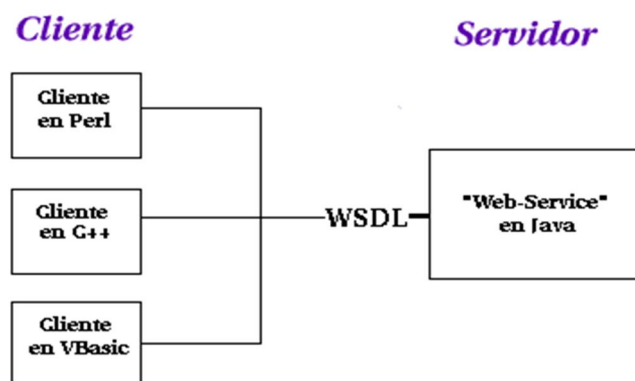 Cliente
Servidor
Cliente
en Perl
Cliente
en C++
Cliente
en VBasic
WSDL
"Web-Service"
en Java